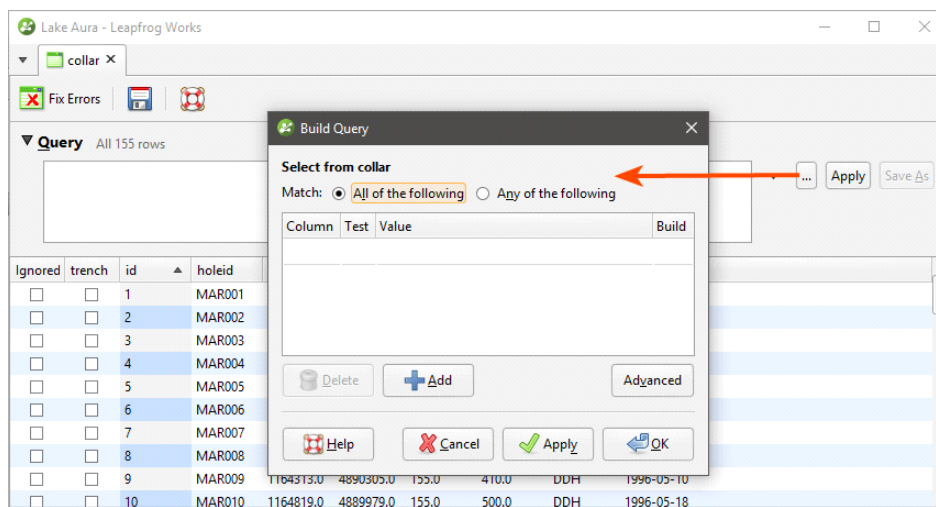 Lake Aura - Leapfrog Works
collar
Fix Errors
Query All 155 rows
... Apply Save As
Build Query
Select from collar
Match: All of the following Any of the following
Column Test Value Build
Delete Add Advanced
Help Cancel Apply OK
Ignored trench id holeid
1 MAR001
2 MAR002
3 MAR003
4 MAR004
5 MAR005
6 MAR006
7 MAR007
8 MAR008
9 MAR009 1164313.0 4890305.0 155.0 410.0 DDH 1996-05-10
10 MAR010 1164819.0 4889979.0 155.0 500.0 DDH 1996-05-18